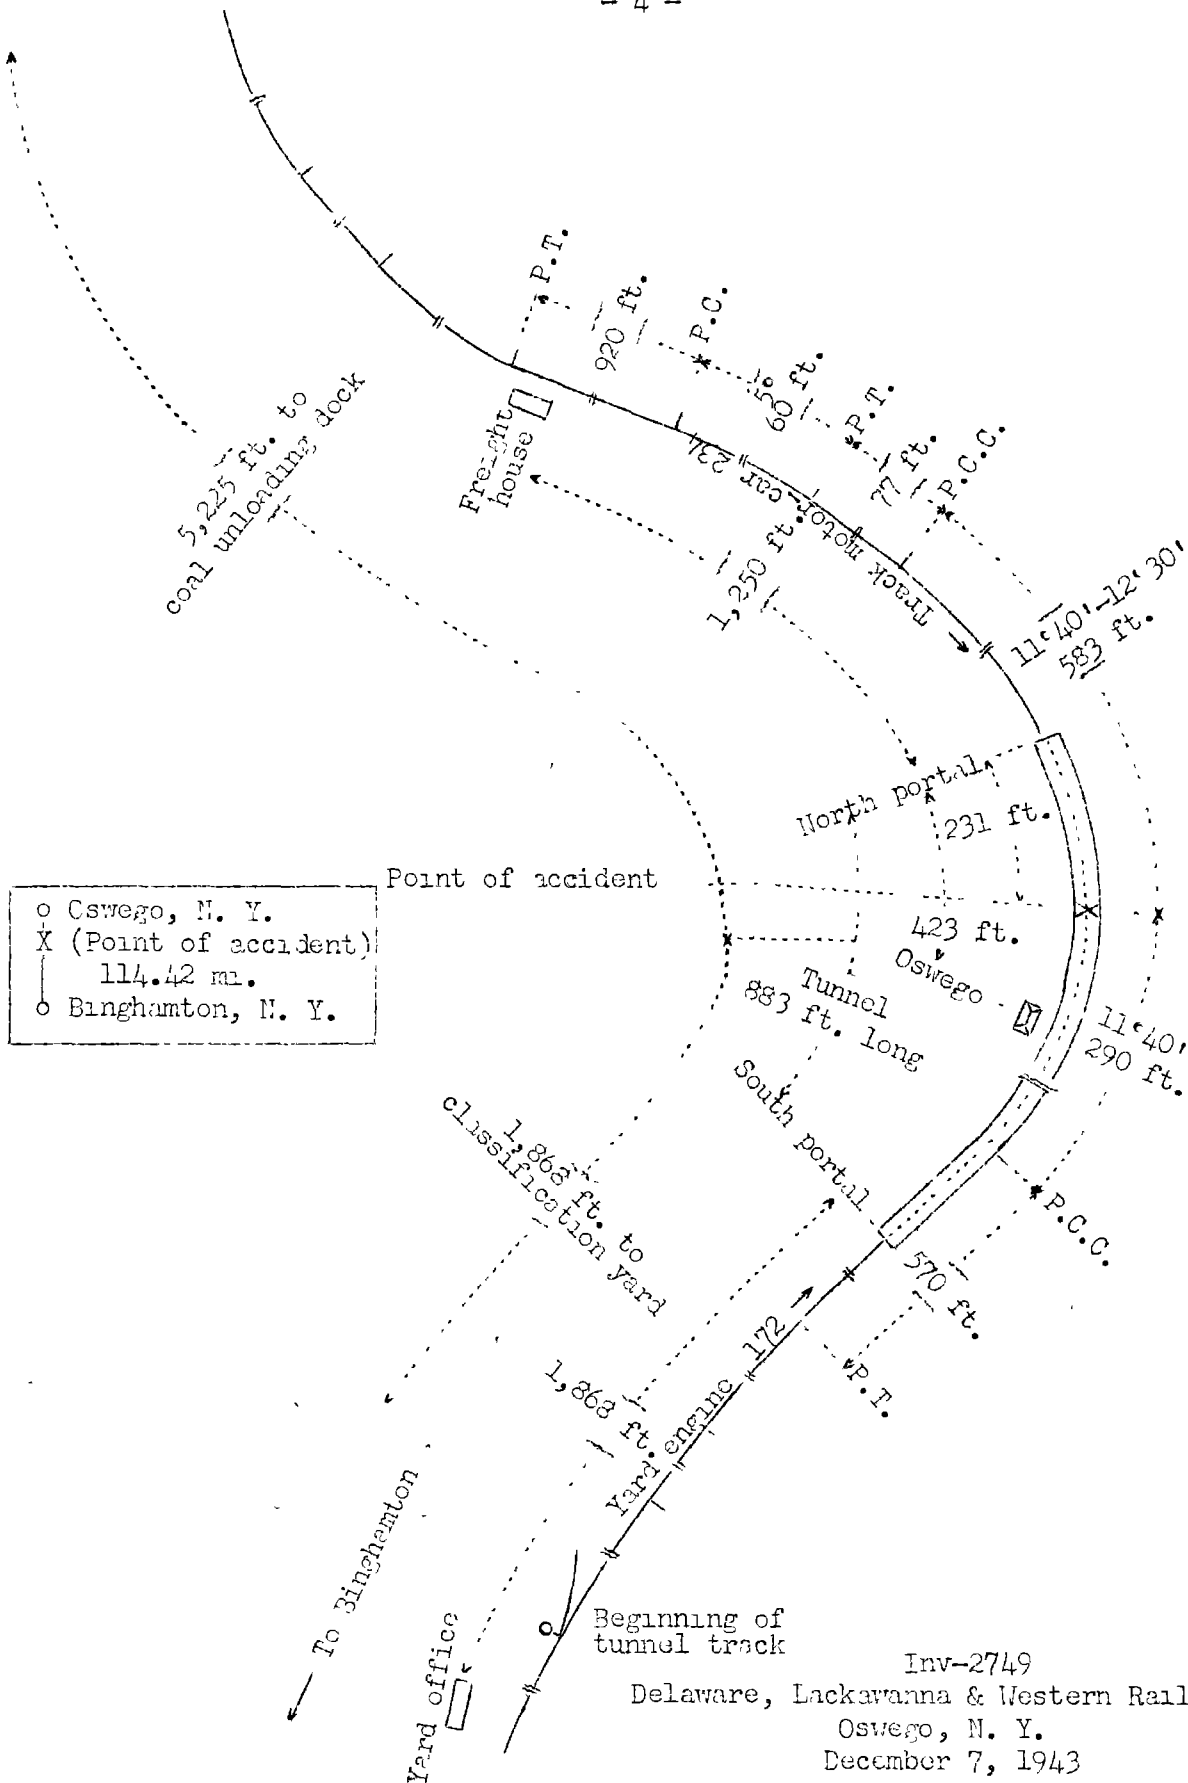 - 4 -
P.T.
920 ft.
P.C.
5°
60 ft.
P.T.
77 ft.
P.C.C.
Freight
house
5,225 ft. to
coal unloading dock
Track motor-car 234
1,250 ft.
11°40'-12°30'
583 ft.
North portal
231 ft.
Point of accident
423 ft.
Oswego
Oswego, N. Y.
X (Point of accident)
114.42 mi.
Binghamton, N. Y.
Tunnel
883 ft. long
11°40'
290 ft.
South portal
1,868 ft. to
classification yard
P.C.C.
570 ft.
P.T.
Yard engine 172
1,868 ft.
To Binghamton
Yard office
Beginning of
tunnel track
Inv-2749
Delaware, Lackawanna & Western Rail
Oswego, N. Y.
December 7, 1943